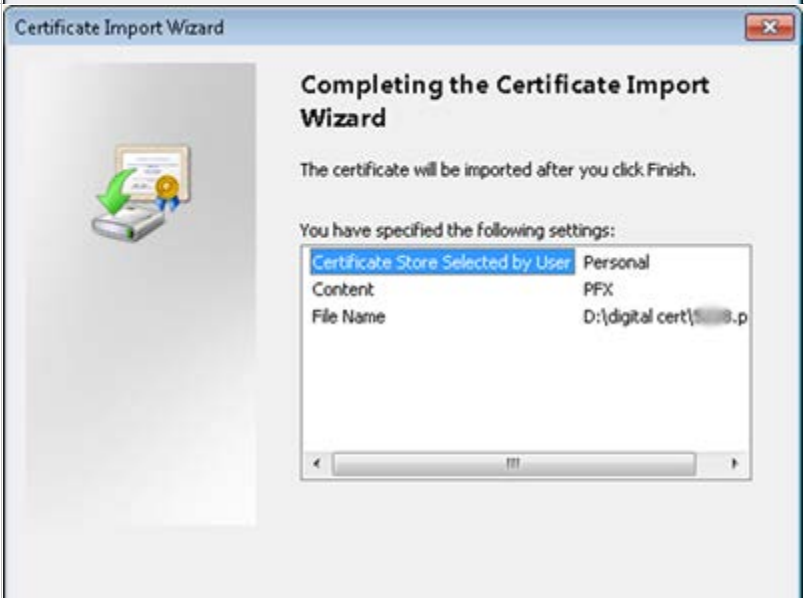 Certificate Import Wizard
Completing the Certificate Import
Wizard
The certificate will be imported after you click Finish.
You have specified the following settings:
Certificate Store Selected by User Personal
Content PFX
File Name D:\digital cert\